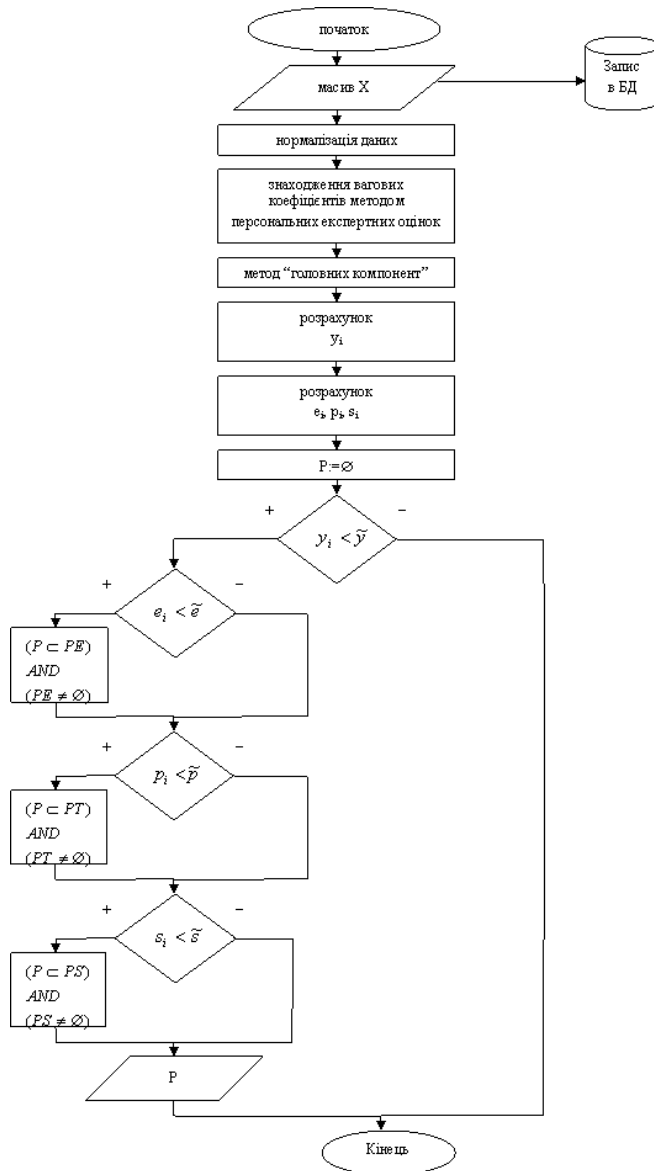 початок
масив X
Запис
в БД
нормалізація даних
знаходження вагових
коефіцієнтів методом
персональних експертних оцінок
метод “головних компонент”
розрахунок
yᵢ
розрахунок
eᵢ, pᵢ, sᵢ
P:=∅
+ −
yᵢ < ỹ
+ −
eᵢ < ẽ
(P ⊂ PE)
AND
(PE ≠ ∅)
+ −
pᵢ < p̃
(P ⊂ PT)
AND
(PT ≠ ∅)
+ −
sᵢ < s̃
(P ⊂ PS)
AND
(PS ≠ ∅)
P
Кінець